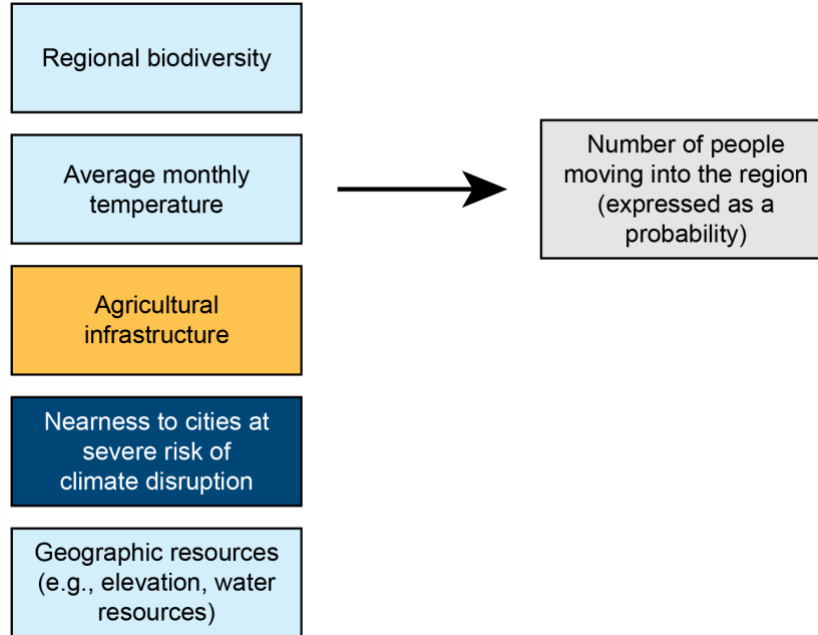 Regional biodiversity
Average monthly
temperature
Agricultural
infrastructure
Nearness to cities at
severe risk of
climate disruption
Geographic resources
(e.g., elevation, water
resources)
Number of people
moving into the region
(expressed as a
probability)